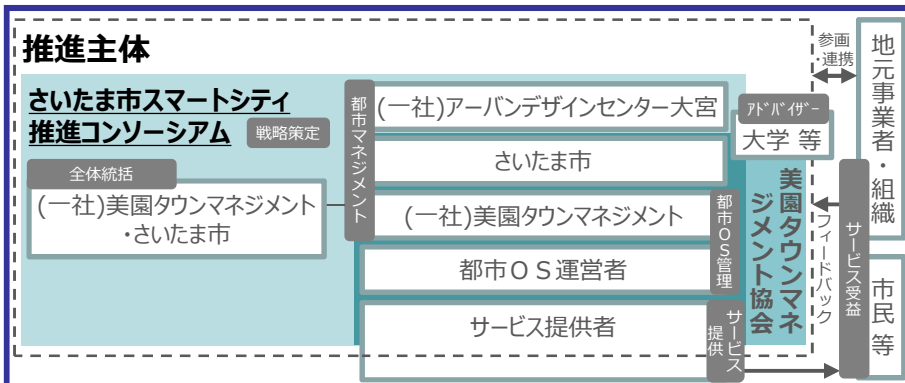 推進主体
さいたま市スマートシティ
推進コンソーシアム
戦略策定
全体統括
(一社)美園タウンマネジメント
・さいたま市
都市マネジメント
(一社)アーバンデザインセンター大宮
さいたま市
(一社)美園タウンマネジメント
都市OS運営者
サービス提供者
都市OS管理
サービス
提供
アドバイザー
大学 等
美園タウンマネ
ジメント協会
参画
・連携
フィードバック
サービス受益
地元事業者・組織
市民 等